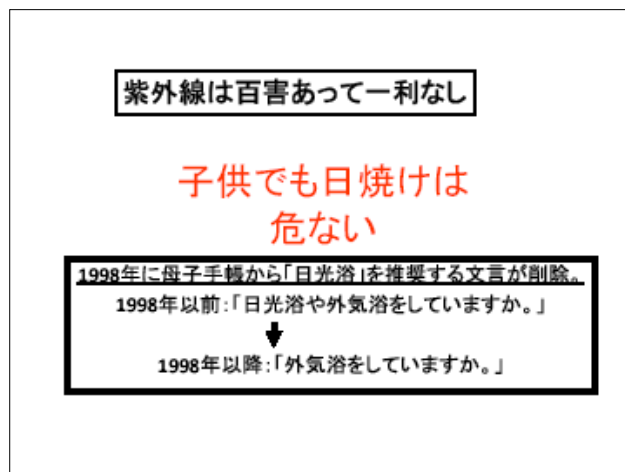 紫外線は百害あって一利なし
子供でも日焼けは
危ない
1998年に母子手帳から「日光浴」を推奨する文言が削除。
1998年以前:「日光浴や外気浴をしていますか。」
1998年以降:「外気浴をしていますか。」